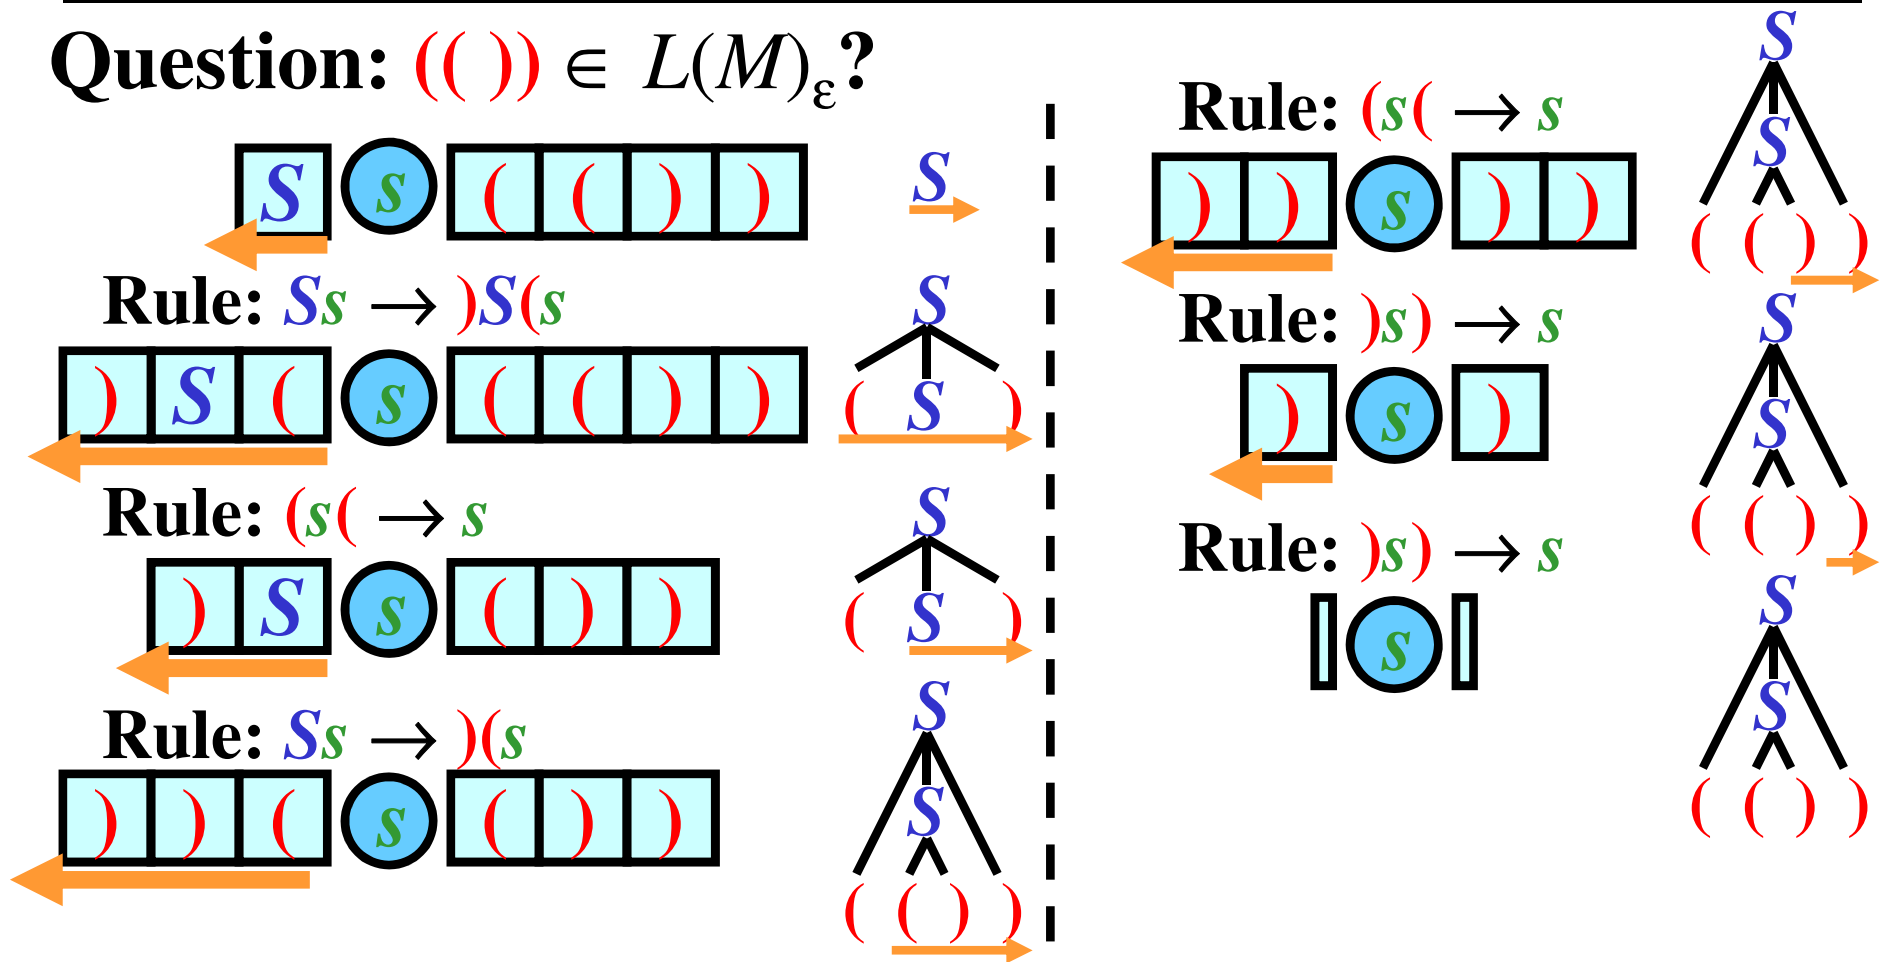 Question: (( )) ∈ L(M)ε?
S s ( ( ) )
S
Rule: Ss → )S(s
) S ( s ( ( ) )
S
( S )
Rule: (s( → s
) S s ( ) )
S
( S )
Rule: Ss → )(s
) ) ( s ( ) )
S
S
( ( ) )
Rule: (s( → s
) ) s ) )
S
S
( ( ) )
Rule: )s) → s
) s )
S
S
( ( ) )
Rule: )s) → s
s
S
S
( ( ) )